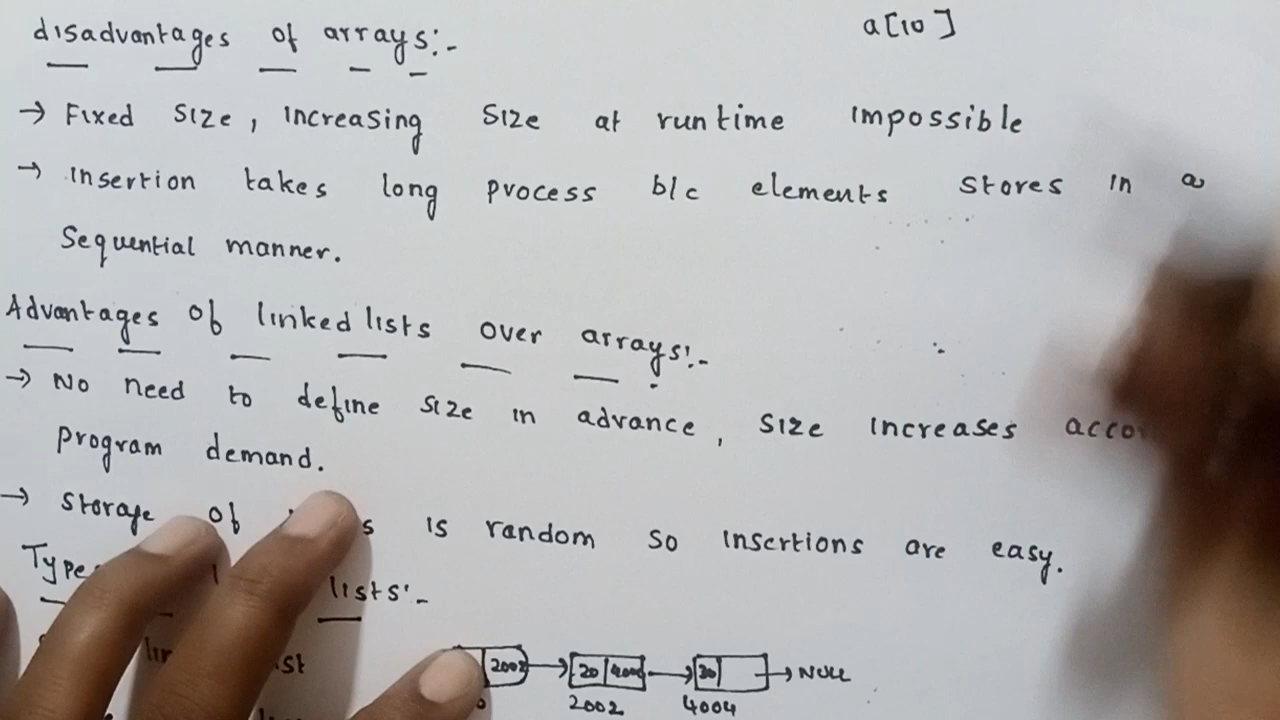 a[10]
disadvantages of arrays:-
→ Fixed size, increasing size at runtime impossible
→ insertion takes long process b/c elements stores in a
Sequential manner.
Advantages of linked lists over arrays:-
→ No need to define size in advance, size increases
program demand.
→ Storage of is random so insertions are easy.
lists:-
2002 → 20 → 30 → NULL
2002 4004